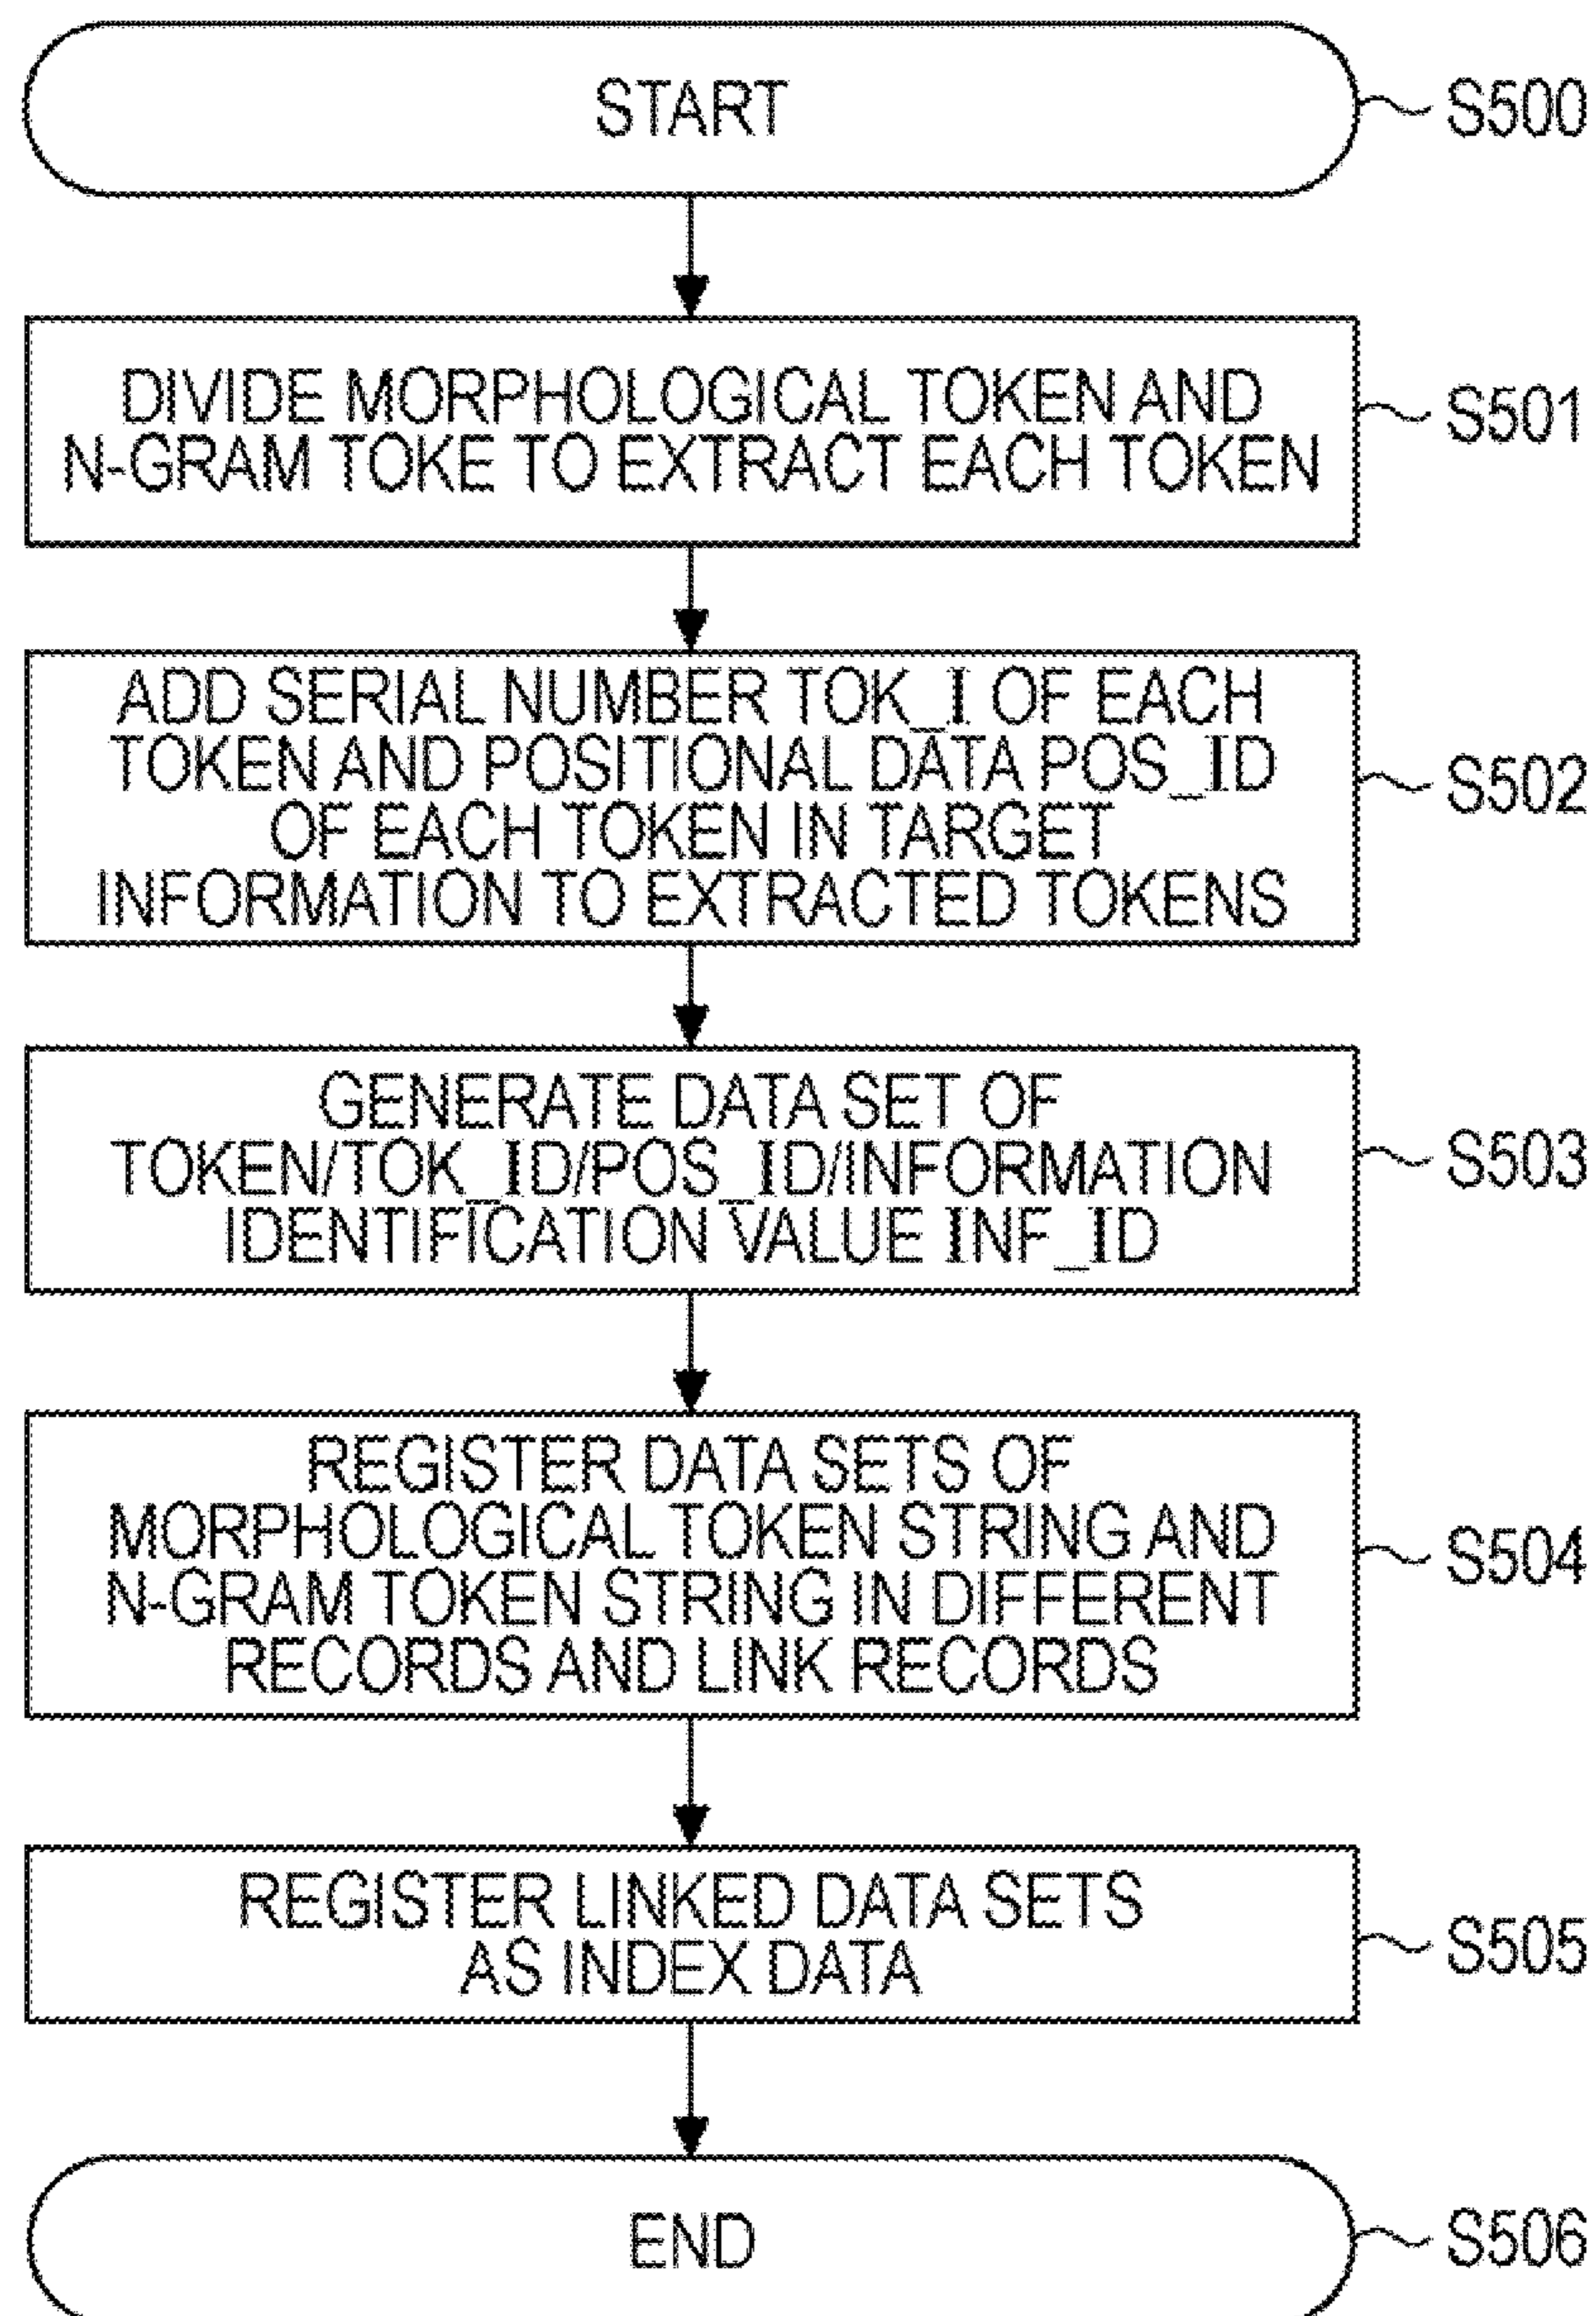 START
S500
DIVIDE MORPHOLOGICAL TOKEN AND
N-GRAM TOKE TO EXTRACT EACH TOKEN
S501
ADD SERIAL NUMBER TOK_I OF EACH
TOKEN AND POSITIONAL DATA POS_ID
OF EACH TOKEN IN TARGET
INFORMATION TO EXTRACTED TOKENS
S502
GENERATE DATA SET OF
TOKEN/TOK_ID/POS_ID/INFORMATION
IDENTIFICATION VALUE INF_ID
S503
REGISTER DATA SETS OF
MORPHOLOGICAL TOKEN STRING AND
N-GRAM TOKEN STRING IN DIFFERENT
RECORDS AND LINK RECORDS
S504
REGISTER LINKED DATA SETS
AS INDEX DATA
S505
END
S506